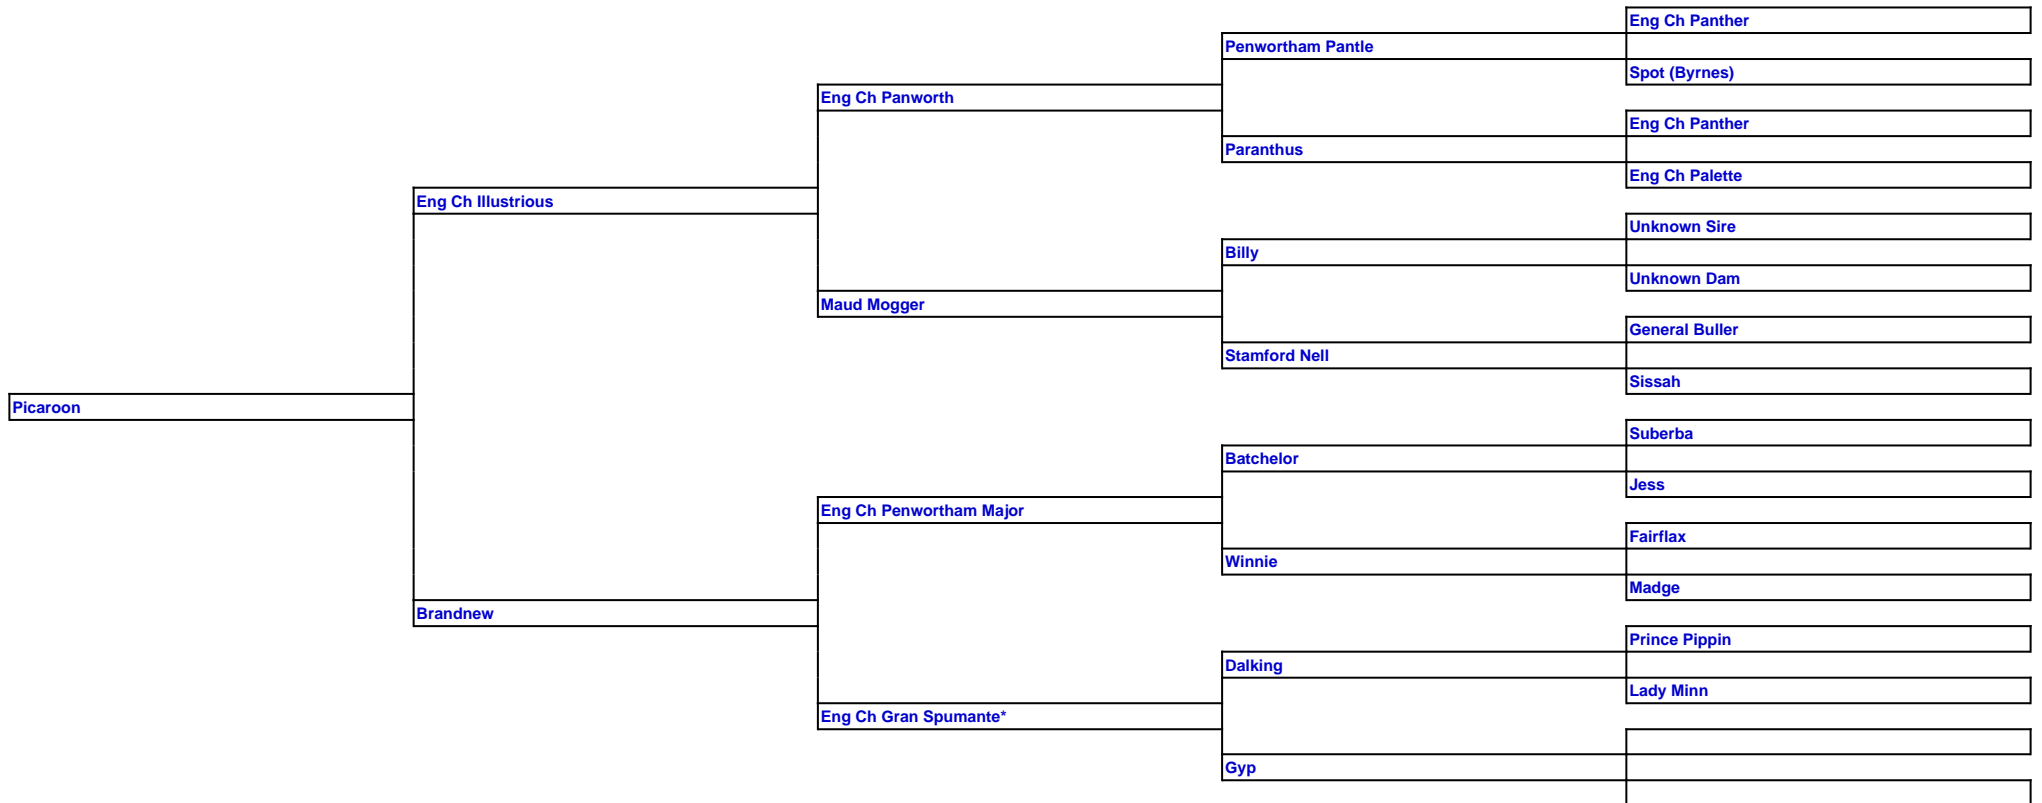 Eng Ch Panther
Penwortham Pantle
Spot (Byrnes)
Eng Ch Panworth
Eng Ch Panther
Paranthus
Eng Ch Palette
Eng Ch Illustrious
Unknown Sire
Billy
Unknown Dam
Maud Mogger
General Buller
Stamford Nell
Sissah
Picaroon
Suberba
Batchelor
Jess
Eng Ch Penwortham Major
Fairflax
Winnie
Madge
Brandnew
Prince Pippin
Dalking
Lady Minn
Eng Ch Gran Spumante*
Gyp